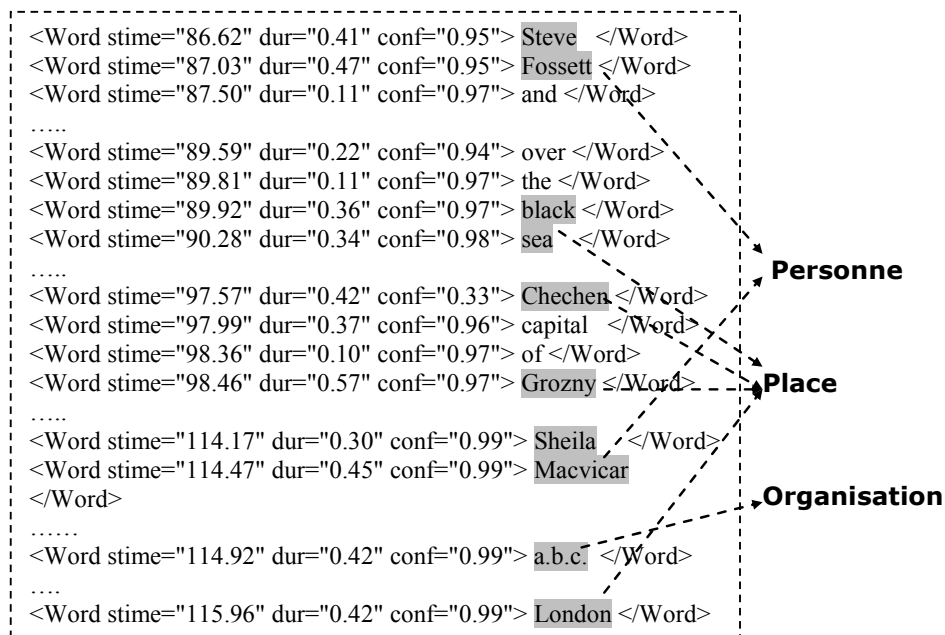 <Word stime="86.62" dur="0.41" conf="0.95"> Steve </Word>
<Word stime="87.03" dur="0.47" conf="0.95"> Fossett </Word>
<Word stime="87.50" dur="0.11" conf="0.97"> and </Word>
…..
<Word stime="89.59" dur="0.22" conf="0.94"> over </Word>
<Word stime="89.81" dur="0.11" conf="0.97"> the </Word>
<Word stime="89.92" dur="0.36" conf="0.97"> black </Word>
<Word stime="90.28" dur="0.34" conf="0.98"> sea </Word>
…..
Personne
<Word stime="97.57" dur="0.42" conf="0.33"> Chechen </Word>
<Word stime="97.99" dur="0.37" conf="0.96"> capital </Word>
<Word stime="98.36" dur="0.10" conf="0.97"> of </Word>
<Word stime="98.46" dur="0.57" conf="0.97"> Grozny </Word>
Place
…..
<Word stime="114.17" dur="0.30" conf="0.99"> Sheila </Word>
<Word stime="114.47" dur="0.45" conf="0.99"> Macvicar
</Word>
Organisation
……
<Word stime="114.92" dur="0.42" conf="0.99"> a.b.c. </Word>
….
<Word stime="115.96" dur="0.42" conf="0.99"> London </Word>